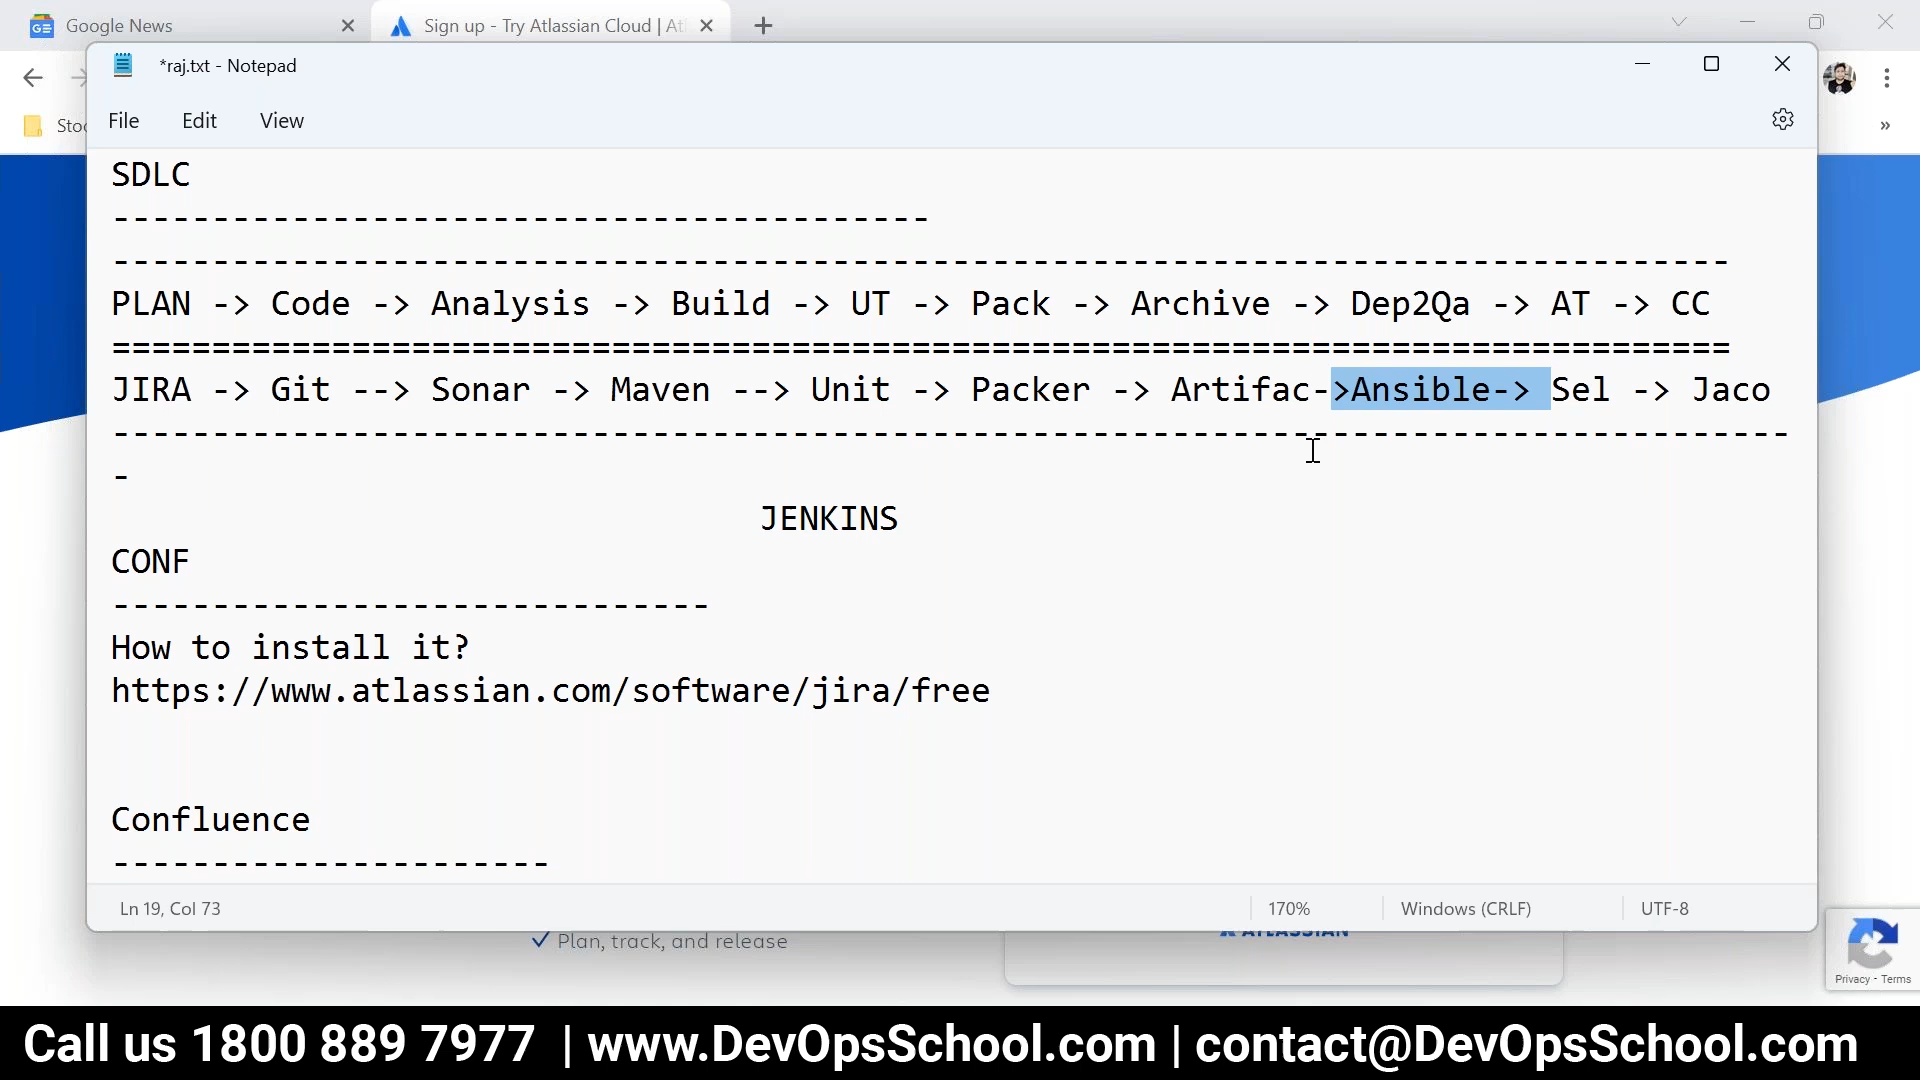 Google News
Sign up - Try Atlassian Cloud | Atl
*raj.txt - Notepad
Stoc
File Edit View
SDLC
-----------------------------------------
---------------------------------------------------------------------------------
PLAN -> Code -> Analysis -> Build -> UT -> Pack -> Archive -> Dep2Qa -> AT -> CC
=================================================================================
JIRA -> Git --> Sonar -> Maven --> Unit -> Packer -> Artifac->Ansible-> Sel -> Jaco
------------------------------------------------------------------------------------
-
JENKINS
CONF
------------------------------
How to install it?
https://www.atlassian.com/software/jira/free
Confluence
----------------------
Ln 19, Col 73 170% Windows (CRLF) UTF-8
Plan, track, and release
ATLASSIAN
Privacy - Terms
Call us 1800 889 7977 | www.DevOpsSchool.com | contact@DevOpsSchool.com